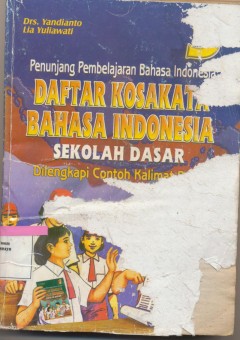 Drs. Yandianto
Lia Yuliawati
Penunjang Pembelajaran Bahasa Indonesia
DAFTAR KOSAKATA
BAHASA INDONESIA
SEKOLAH DASAR
Dilengkapi Contoh Kalimat